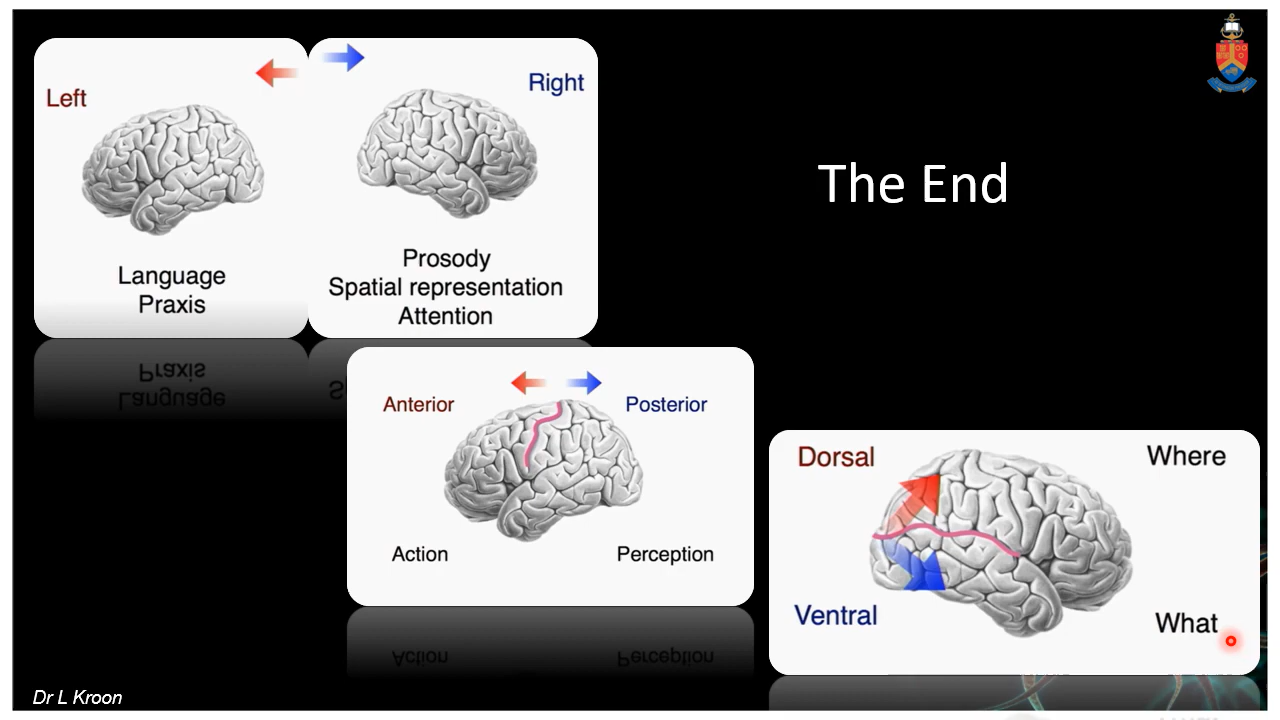 Left
Right
Language
Praxis
Prosody
Spatial representation
Attention
The End
Anterior
Posterior
Action
Perception
Dorsal
Where
Ventral
What
Dr L Kroon